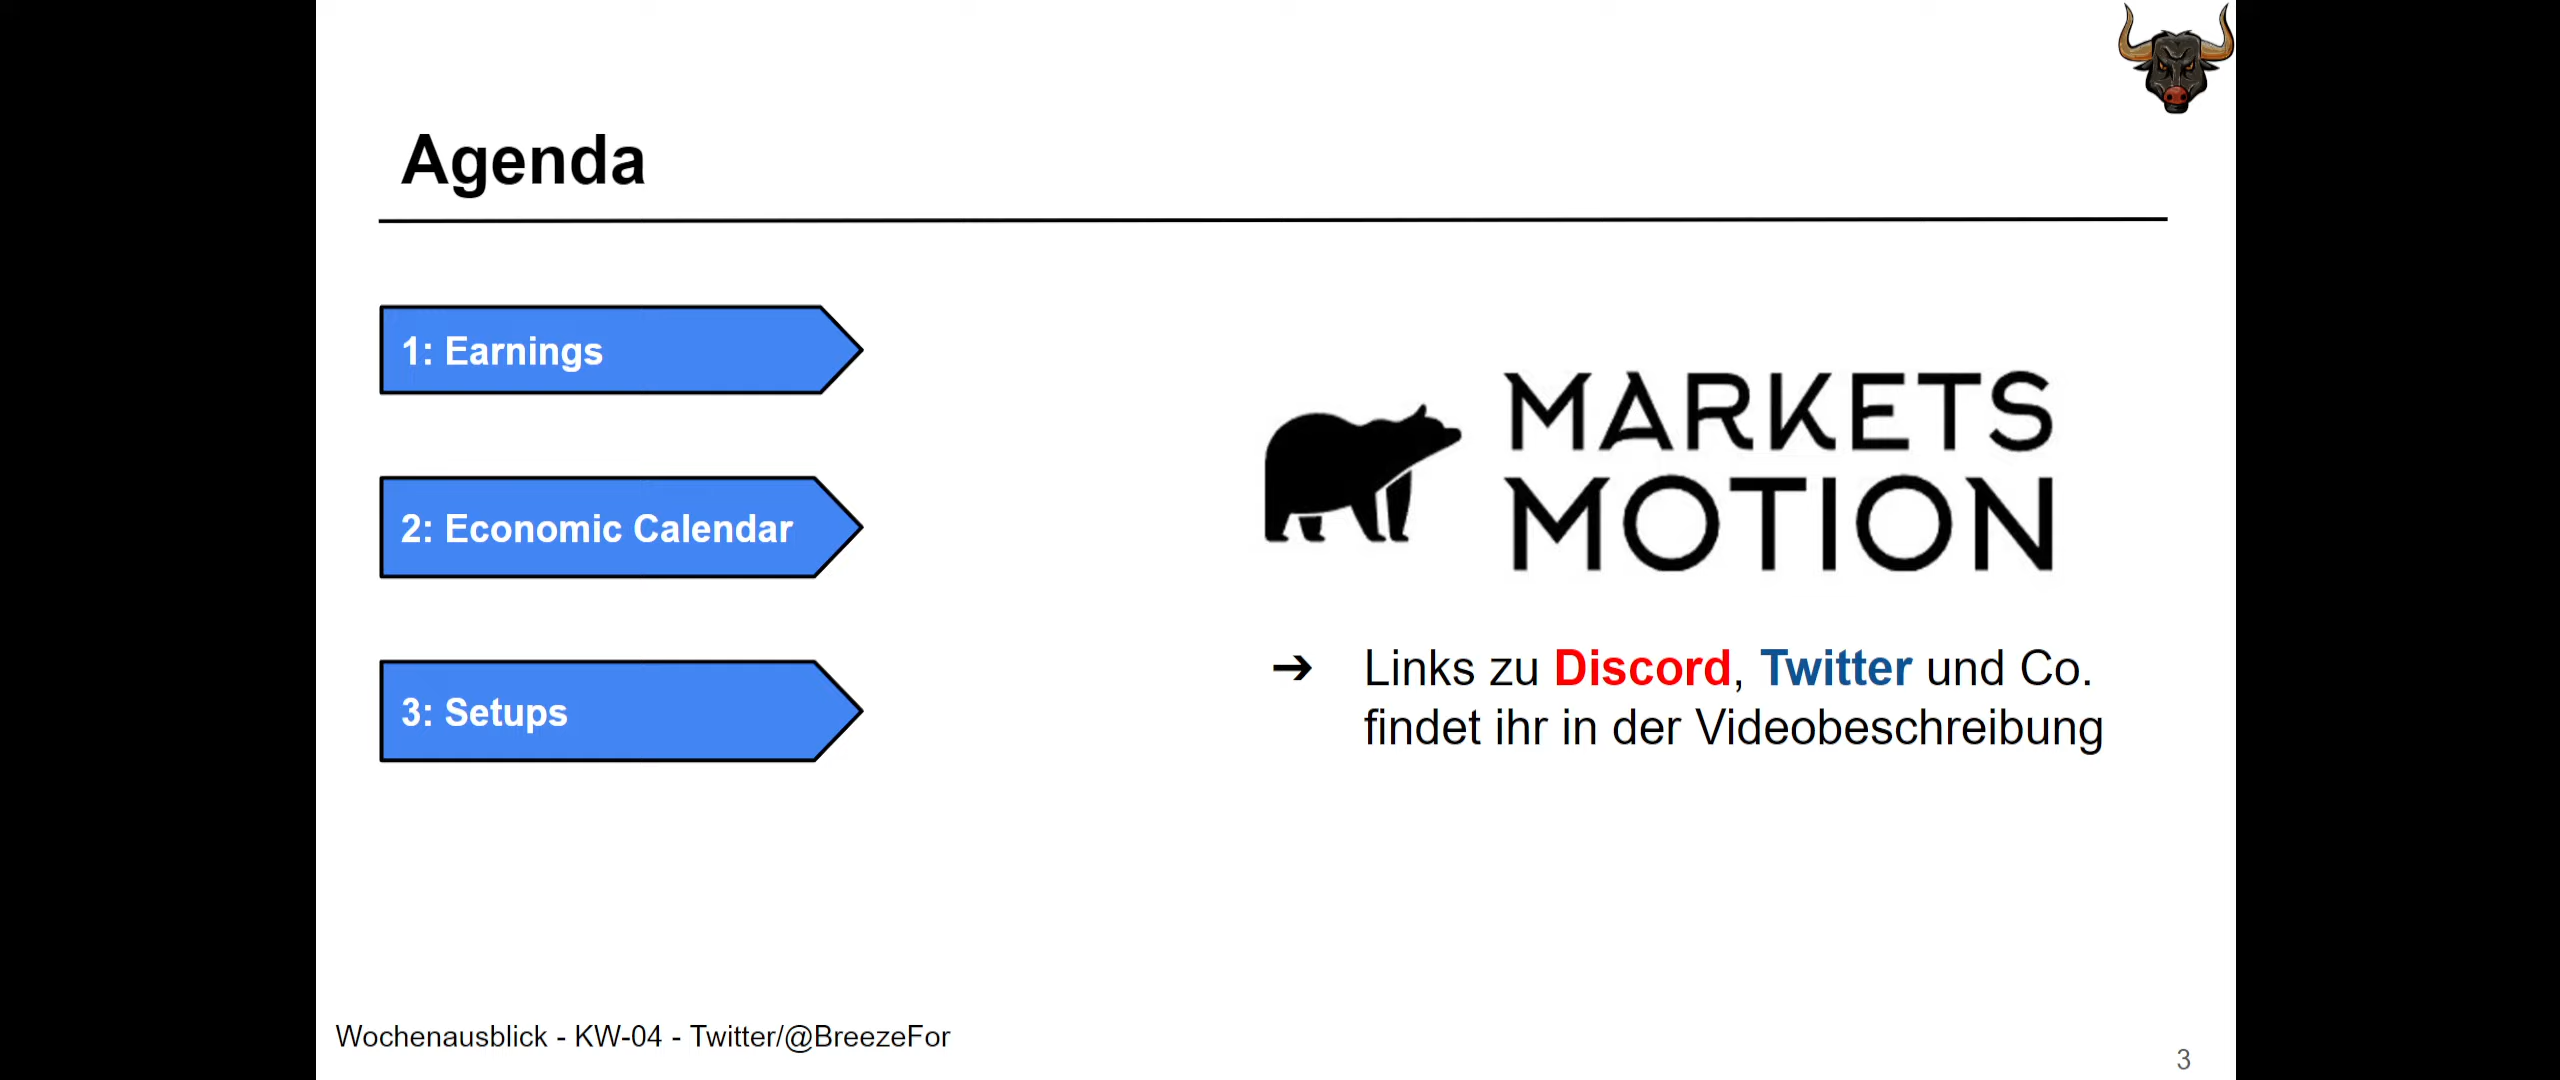 Agenda
1: Earnings
2: Economic Calendar
3: Setups
MARKETS
MOTION
➔ Links zu Discord, Twitter und Co.
findet ihr in der Videobeschreibung
Wochenausblick - KW-04 - Twitter/@BreezeFor
3